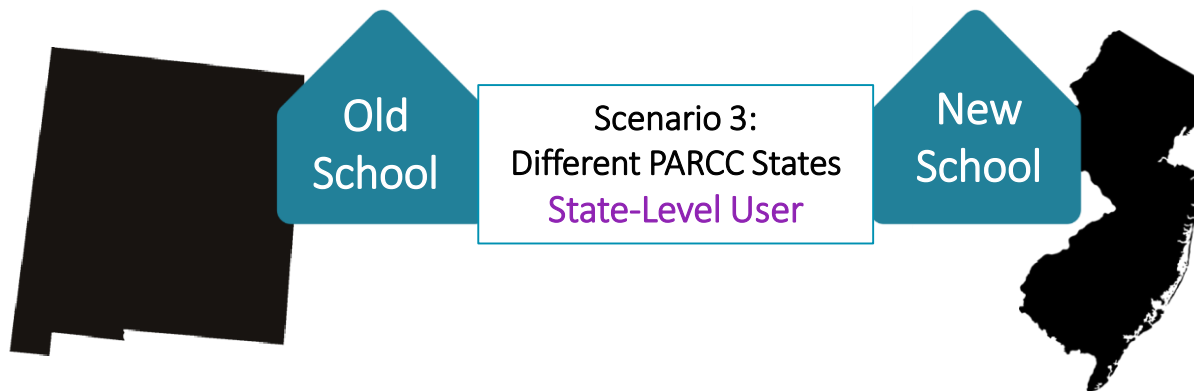 Old
School
Scenario 3:
Different PARCC States
State-Level User
New
School